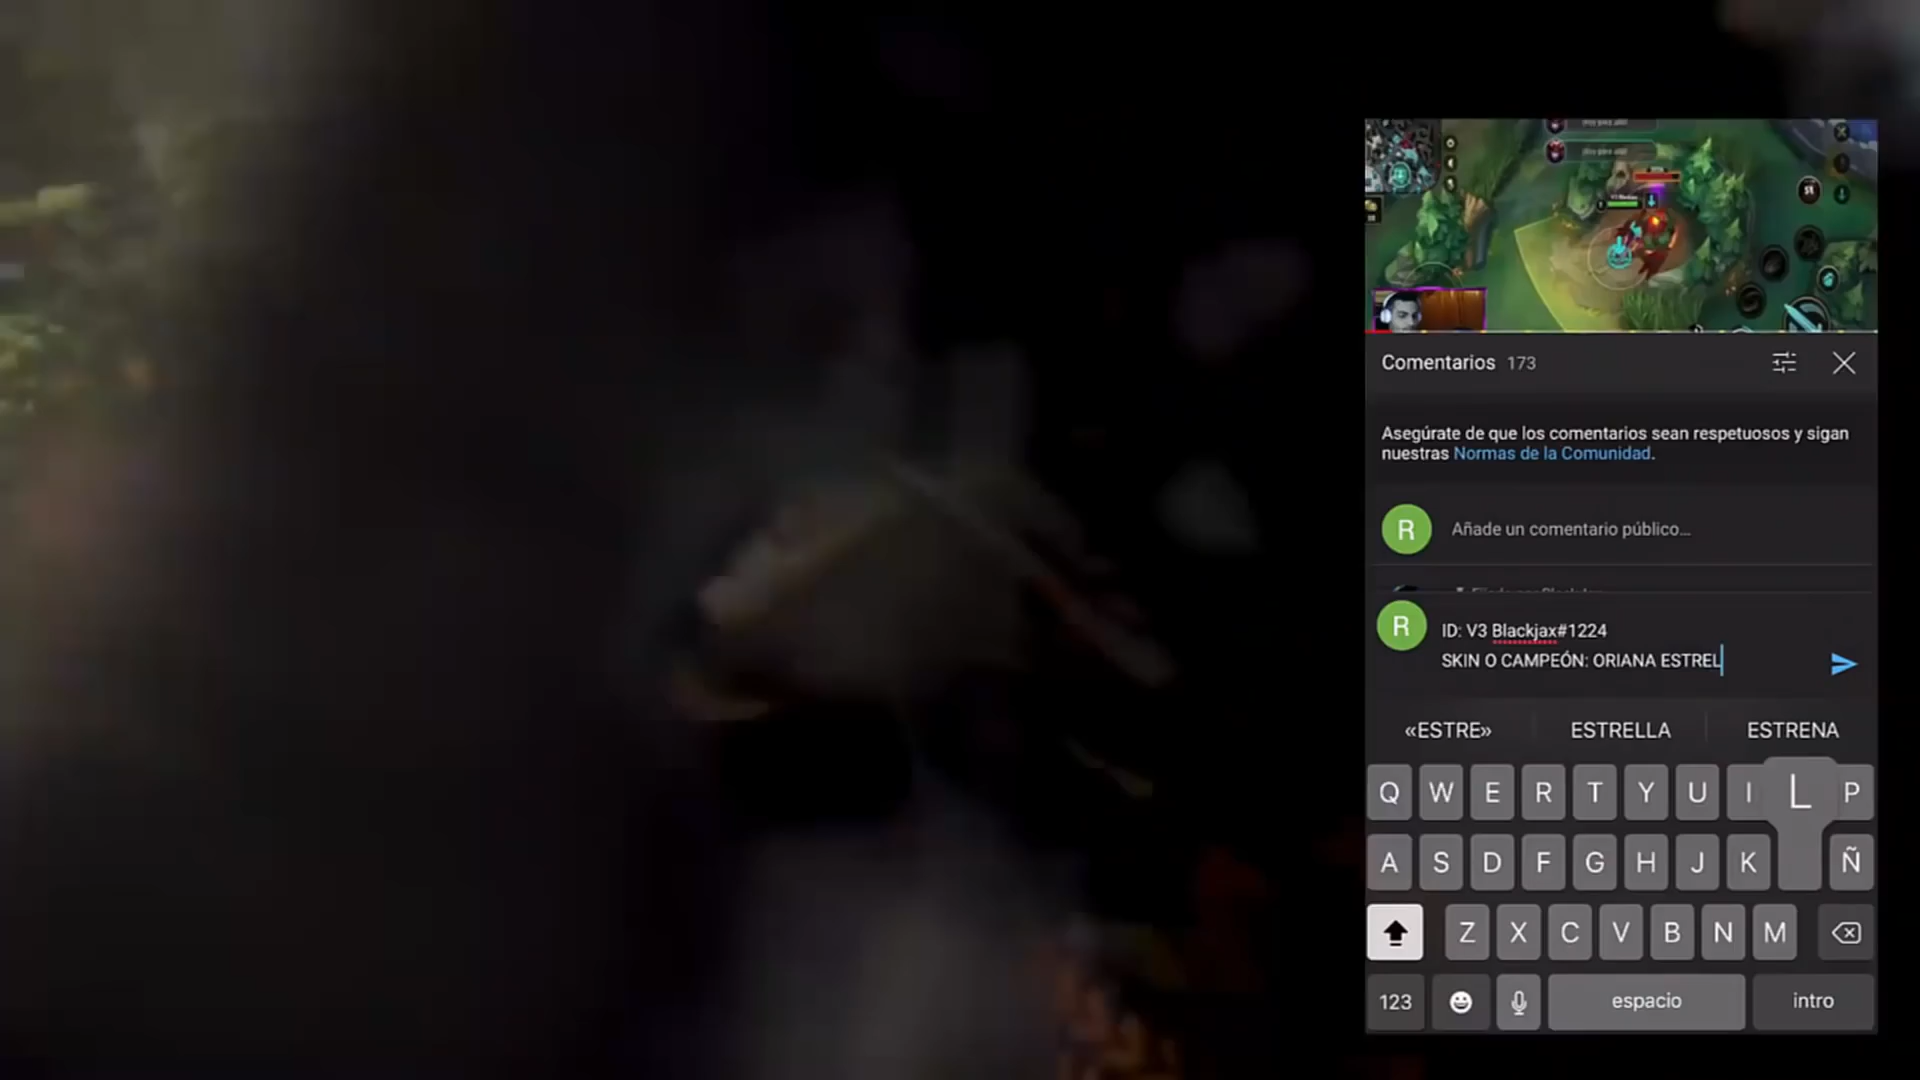 Comentarios 173
Asegúrate de que los comentarios sean respetuosos y sigan
nuestras Normas de la Comunidad.
R
Añade un comentario público...
R
ID: V3 Blackjax#1224
SKIN O CAMPEÓN: ORIANA ESTREL
«ESTRE» ESTRELLA ESTRENA
Q W E R T Y U I L P
A S D F G H J K Ñ
Z X C V B N M
123 espacio intro